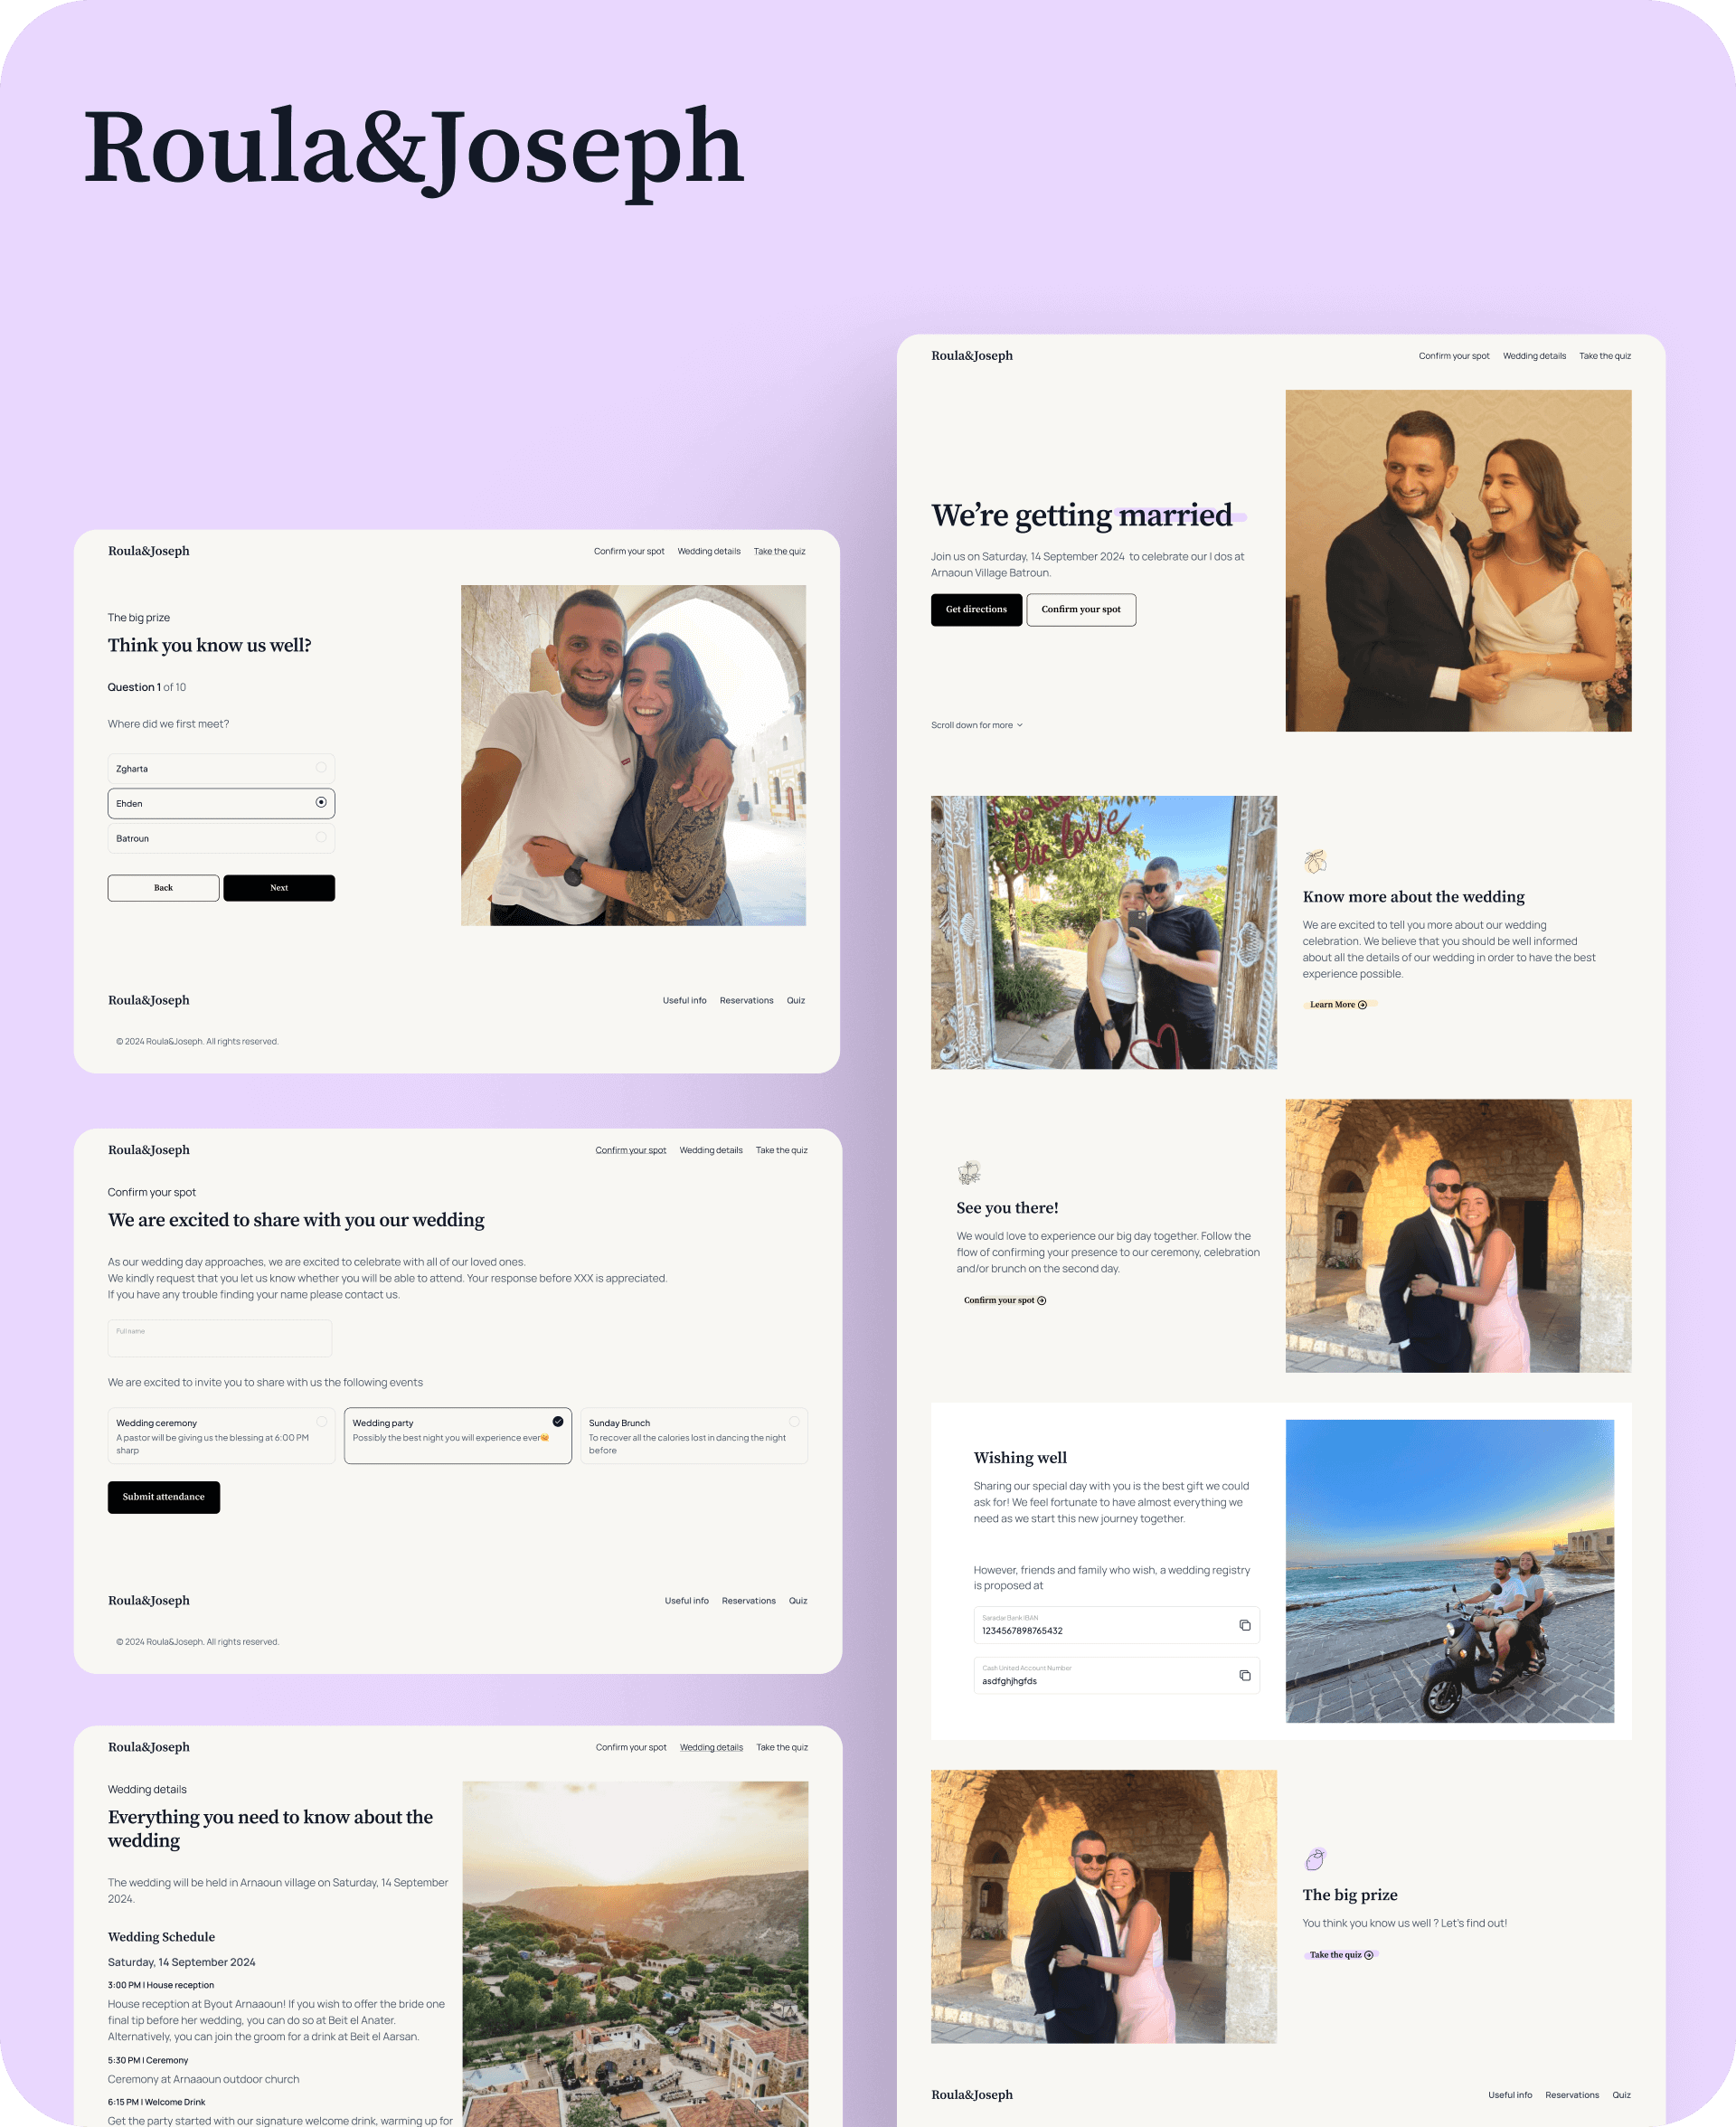 Roula&Joseph
Roula&Joseph
Confirm your spot
Wedding details
Take the quiz
The big prize
Think you know us well?
Question 1 of 10
Where did we first meet?
Zgharta
Ehden
Batroun
Back
Next
Roula&Joseph
Useful info
Reservations
Quiz
© 2024 Roula&Joseph. All rights reserved.
Roula&Joseph
Confirm your spot
Wedding details
Take the quiz
Confirm your spot
We are excited to share with you our wedding
As our wedding day approaches, we are excited to celebrate with all of our loved ones.
We kindly request that you let us know whether you will be able to attend. Your response before XXX is appreciated.
If you have any trouble finding your name please contact us.
Full name
We are excited to invite you to share with us the following events
Wedding ceremony
A pastor will be giving us the blessing at 6:00 PM
sharp
Wedding party
Possibly the best night you will experience ever
Sunday Brunch
To recover all the calories lost in dancing the night
before
Submit attendance
Roula&Joseph
Useful info
Reservations
Quiz
© 2024 Roula&Joseph. All rights reserved.
Roula&Joseph
Confirm your spot
Wedding details
Take the quiz
Wedding details
Everything you need to know about the
wedding
The wedding will be held in Arnaoun village on Saturday, 14 September
2024.
Wedding Schedule
Saturday, 14 September 2024
3:00 PM | House reception
House reception at Byout Arnaaoun! If you wish to offer the bride one
final tip before her wedding, you can do so at Beit el Anater.
Alternatively, you can join the groom for a drink at Beit el Aarsan.
5:30 PM | Ceremony
Ceremony at Arnaaoun outdoor church
6:15 PM | Welcome Drink
Get the party started with our signature welcome drink, warming up for
Roula&Joseph
Confirm your spot
Wedding details
Take the quiz
We're getting married
Join us on Saturday, 14 September 2024 to celebrate our I dos at
Arnaoun Village Batroun.
Get directions
Confirm your spot
Scroll down for more
the love
Know more about the wedding
We are excited to tell you more about our wedding
celebration. We believe that you should be well informed
about all the details of our wedding in order to have the best
experience possible.
Learn More
See you there!
We would love to experience our big day together. Follow the
flow of confirming your presence to our ceremony, celebration
and/or brunch on the second day.
Confirm your spot
Wishing well
Sharing our special day with you is the best gift we could
ask for! We feel fortunate to have almost everything we
need as we start this new journey together.
However, friends and family who wish, a wedding registry
is proposed at
Saradar Bank IBAN
1234567898765432
Cash United Account Number
asdfghjhgfds
The big prize
You think you know us well ? Let's find out!
Take the quiz
Roula&Joseph
Useful info
Reservations
Quiz